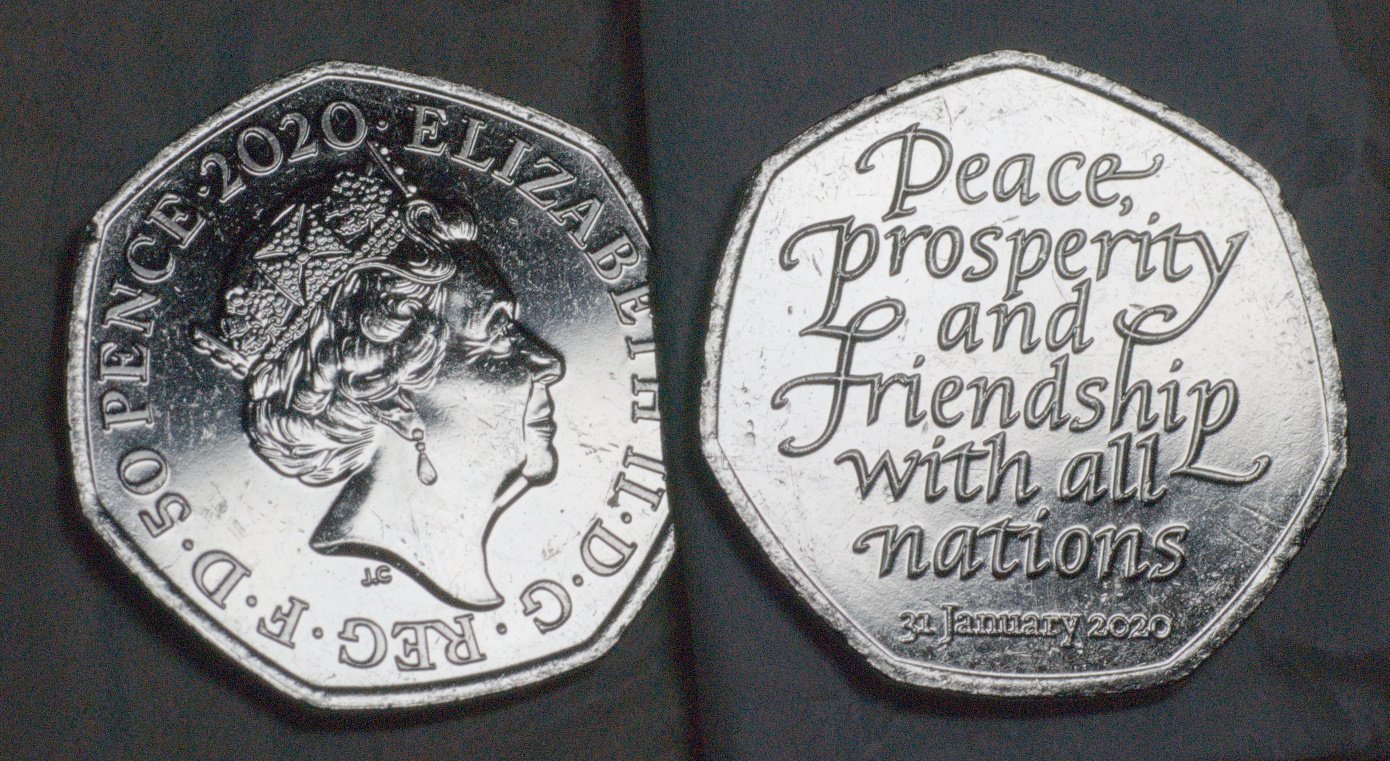 ELIZABETH II·D·G·REG·F·D·50 PENCE·2020·
J.C
Peace,
prosperity
and
friendship
with all
nations
31 January 2020